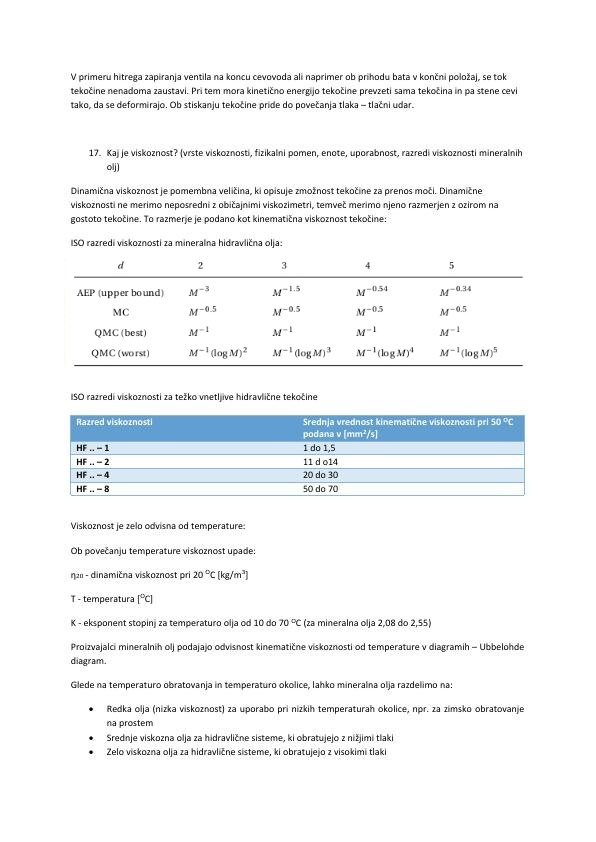 V primeru hitrega zapiranja ventila na koncu cevovoda ali naprimer ob prihodu bata v končni položaj, se tok
tekočine nenadoma zaustavi. Pri tem mora kinetično energijo tekočine prevzeti sama tekočina in pa stene cevi
tako, da se deformirajo. Ob stiskanju tekočine pride do povečanja tlaka – tlačni udar.
17. Kaj je viskoznost? (vrste viskoznosti, fizikalni pomen, enote, uporabnost, razredi viskoznosti mineralnih
olj)
Dinamična viskoznost je pomembna veličina, ki opisuje zmožnost tekočine za prenos moči. Dinamične
viskoznosti ne merimo neposredni z običajnimi viskozimetri, temveč merimo njeno razmerjen z ozirom na
gostoto tekočine. To razmerje je podano kot kinematična viskoznost tekočine:
ISO razredi viskoznosti za mineralna hidravlična olja:
d 2 3 4 5
AEP (upper bound) M⁻³ M⁻¹·⁵ M⁻⁰·⁵⁴ M⁻⁰·³⁴
MC M⁻⁰·⁵ M⁻⁰·⁵ M⁻⁰·⁵ M⁻⁰·⁵
QMC (best) M⁻¹ M⁻¹ M⁻¹ M⁻¹
QMC (worst) M⁻¹(log M)² M⁻¹(log M)³ M⁻¹(log M)⁴ M⁻¹(log M)⁵
ISO razredi viskoznosti za težko vnetljive hidravlične tekočine
Razred viskoznosti Srednja vrednost kinematične viskoznosti pri 50 ᴼC
podana v [mm²/s]
HF .. – 1 1 do 1,5
HF .. – 2 11 d o14
HF .. – 4 20 do 30
HF .. – 8 50 do 70
Viskoznost je zelo odvisna od temperature:
Ob povečanju temperature viskoznost upade:
η₂₀ - dinamična viskoznost pri 20 ᴼC [kg/m³]
T - temperatura [ᴼC]
K - eksponent stopinj za temperaturo olja od 10 do 70 ᴼC (za mineralna olja 2,08 do 2,55)
Proizvajalci mineralnih olj podajajo odvisnost kinematične viskoznosti od temperature v diagramih – Ubbelohde
diagram.
Glede na temperaturo obratovanja in temperaturo okolice, lahko mineralna olja razdelimo na:
• Redka olja (nizka viskoznost) za uporabo pri nizkih temperaturah okolice, npr. za zimsko obratovanje
na prostem
• Srednje viskozna olja za hidravlične sisteme, ki obratujejo z nižjimi tlaki
• Zelo viskozna olja za hidravlične sisteme, ki obratujejo z visokimi tlaki